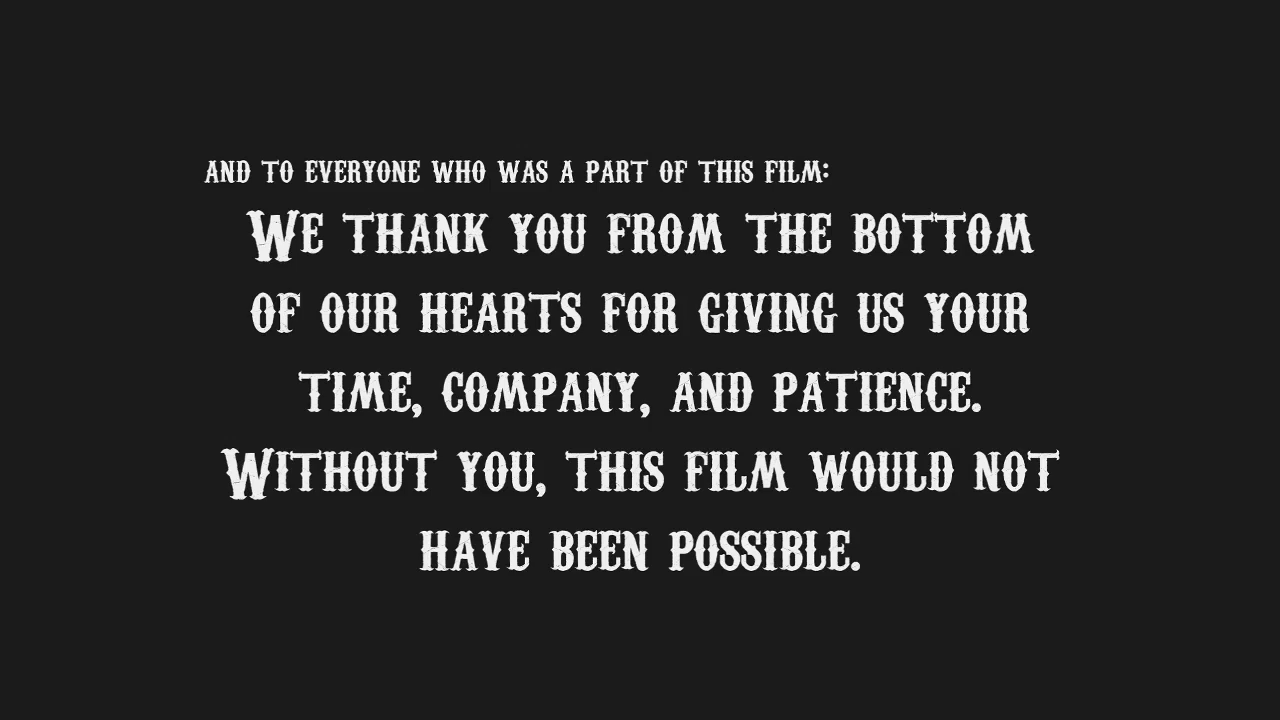 and to everyone who was a part of this film:
We thank you from the bottom
of our hearts for giving us your
time, company, and patience.
Without you, this film would not
have been possible.